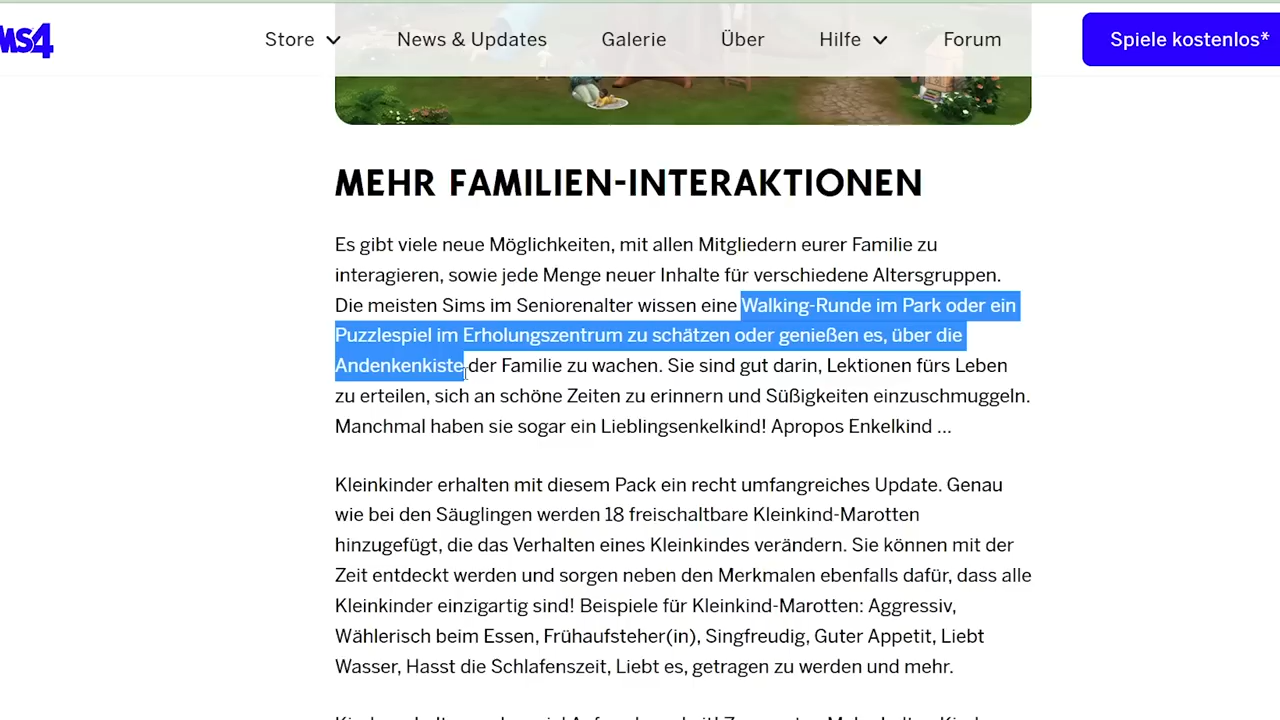 MS4
Store
News & Updates
Galerie
Über
Hilfe
Forum
Spiele kostenlos*
MEHR FAMILIEN-INTERAKTIONEN
Es gibt viele neue Möglichkeiten, mit allen Mitgliedern eurer Familie zu
interagieren, sowie jede Menge neuer Inhalte für verschiedene Altersgruppen.
Die meisten Sims im Seniorenalter wissen eine Walking-Runde im Park oder ein
Puzzlespiel im Erholungszentrum zu schätzen oder genießen es, über die
Andenkenkiste der Familie zu wachen. Sie sind gut darin, Lektionen fürs Leben
zu erteilen, sich an schöne Zeiten zu erinnern und Süßigkeiten einzuschmuggeln.
Manchmal haben sie sogar ein Lieblingsenkelkind! Apropos Enkelkind ...
Kleinkinder erhalten mit diesem Pack ein recht umfangreiches Update. Genau
wie bei den Säuglingen werden 18 freischaltbare Kleinkind-Marotten
hinzugefügt, die das Verhalten eines Kleinkindes verändern. Sie können mit der
Zeit entdeckt werden und sorgen neben den Merkmalen ebenfalls dafür, dass alle
Kleinkinder einzigartig sind! Beispiele für Kleinkind-Marotten: Aggressiv,
Wählerisch beim Essen, Frühaufsteher(in), Singfreudig, Guter Appetit, Liebt
Wasser, Hasst die Schlafenszeit, Liebt es, getragen zu werden und mehr.